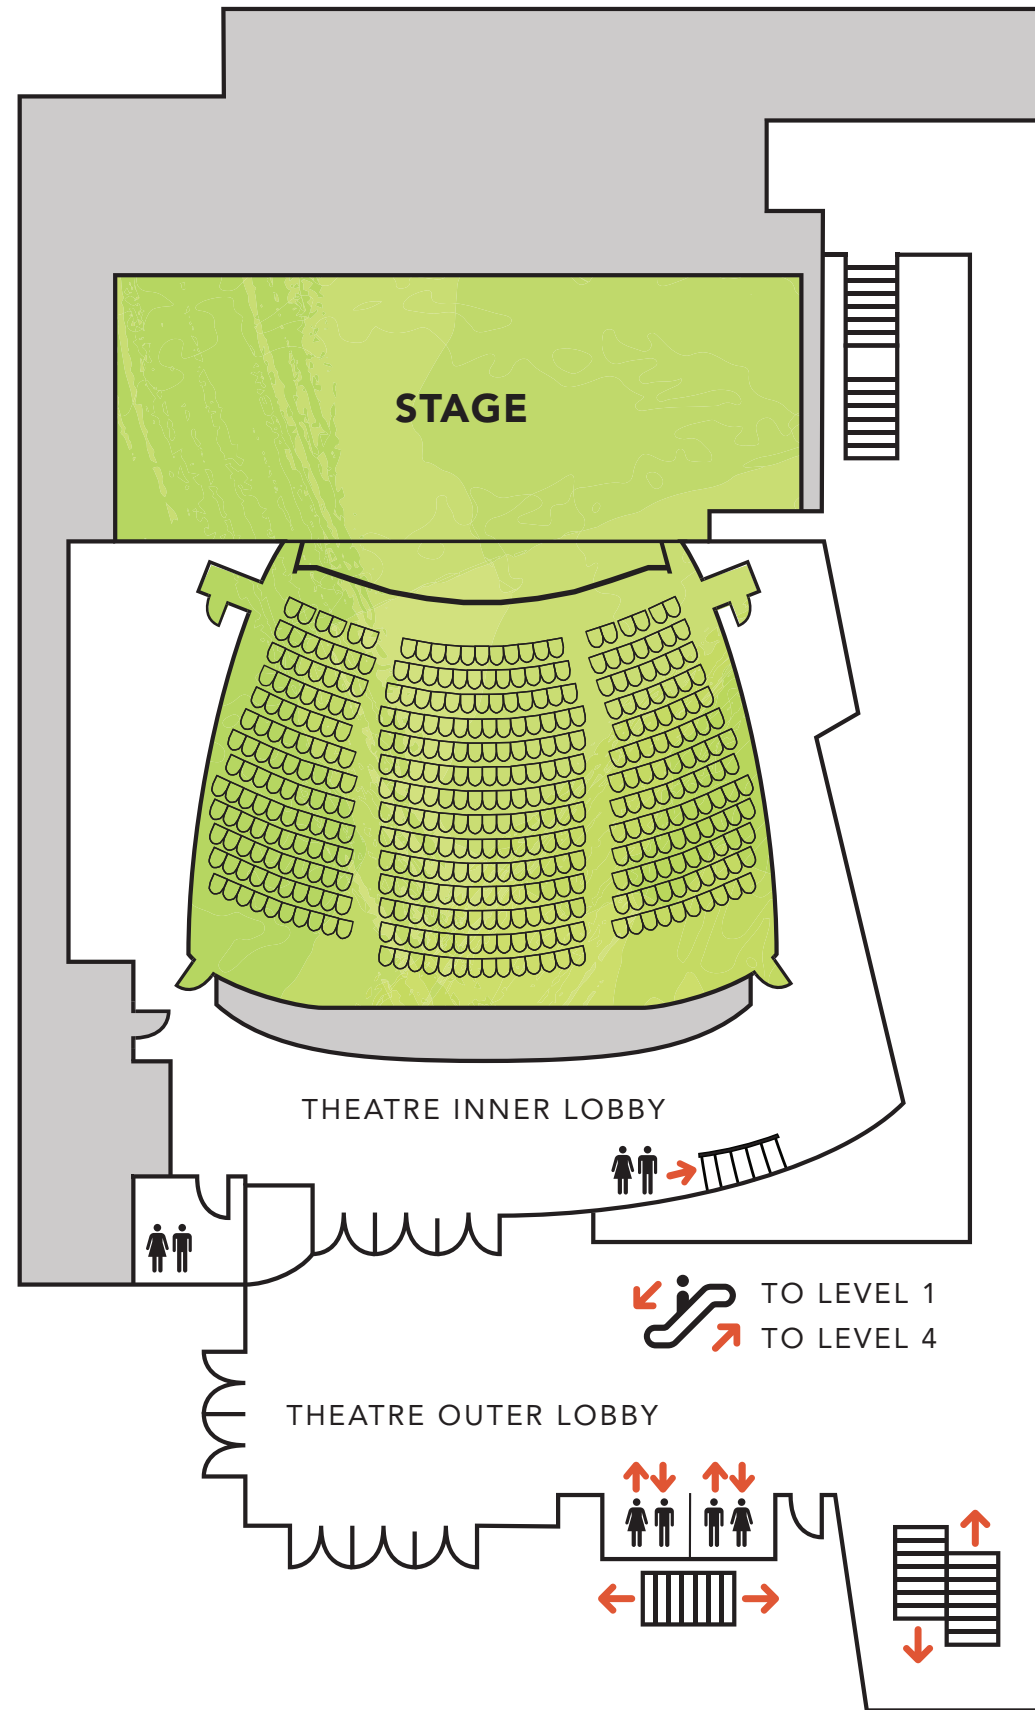 STAGE
THEATRE INNER LOBBY
TO LEVEL 1
TO LEVEL 4
THEATRE OUTER LOBBY